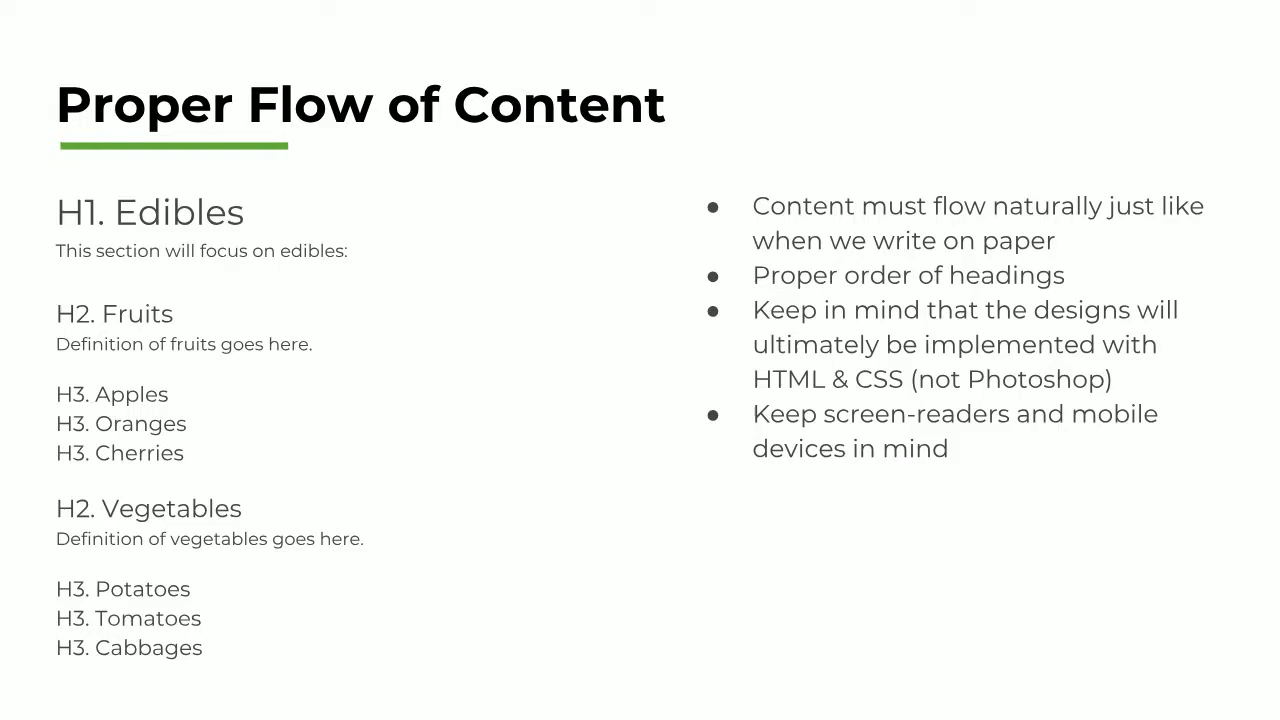 Proper Flow of Content
H1. Edibles
This section will focus on edibles:
H2. Fruits
Definition of fruits goes here.
H3. Apples
H3. Oranges
H3. Cherries
H2. Vegetables
Definition of vegetables goes here.
H3. Potatoes
H3. Tomatoes
H3. Cabbages
● Content must flow naturally just like
when we write on paper
● Proper order of headings
● Keep in mind that the designs will
ultimately be implemented with
HTML & CSS (not Photoshop)
● Keep screen-readers and mobile
devices in mind